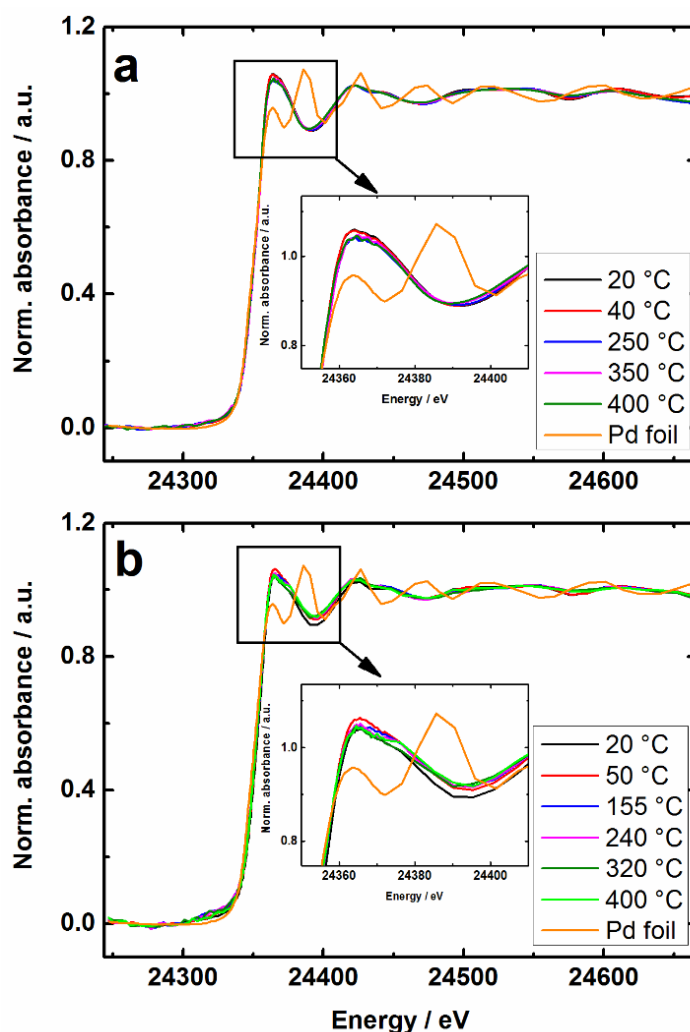 a
Norm. absorbance / a.u.
1.2
0.8
0.4
0.0
24300 24400 24500 24600
Norm. absorbance / a.u.
1.0
0.8
24360 24380 24400
Energy / eV
20 °C
40 °C
250 °C
350 °C
400 °C
Pd foil
b
Norm. absorbance / a.u.
1.2
0.8
0.4
0.0
24300 24400 24500 24600
Energy / eV
Norm. absorbance / a.u.
1.0
0.8
24360 24380 24400
Energy / eV
20 °C
50 °C
155 °C
240 °C
320 °C
400 °C
Pd foil